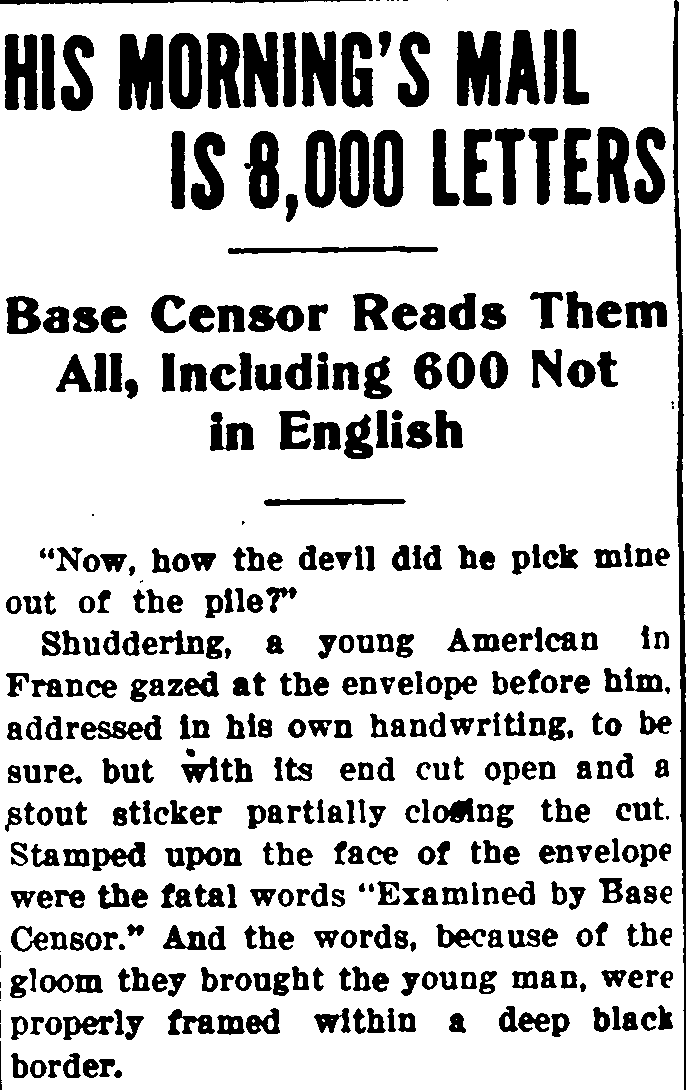 HIS MORNING'S MAIL
IS 8,000 LETTERS
Base Censor Reads Them
All, Including 600 Not
in English
"Now, how the devil did he pick mine
out of the pile?"
Shuddering, a young American in
France gazed at the envelope before him,
addressed in his own handwriting, to be
sure. but with its end cut open and a
stout sticker partially closing the cut.
Stamped upon the face of the envelope
were the fatal words "Examined by Base
Censor." And the words, because of the
gloom they brought the young man, were
properly framed within a deep black
border.